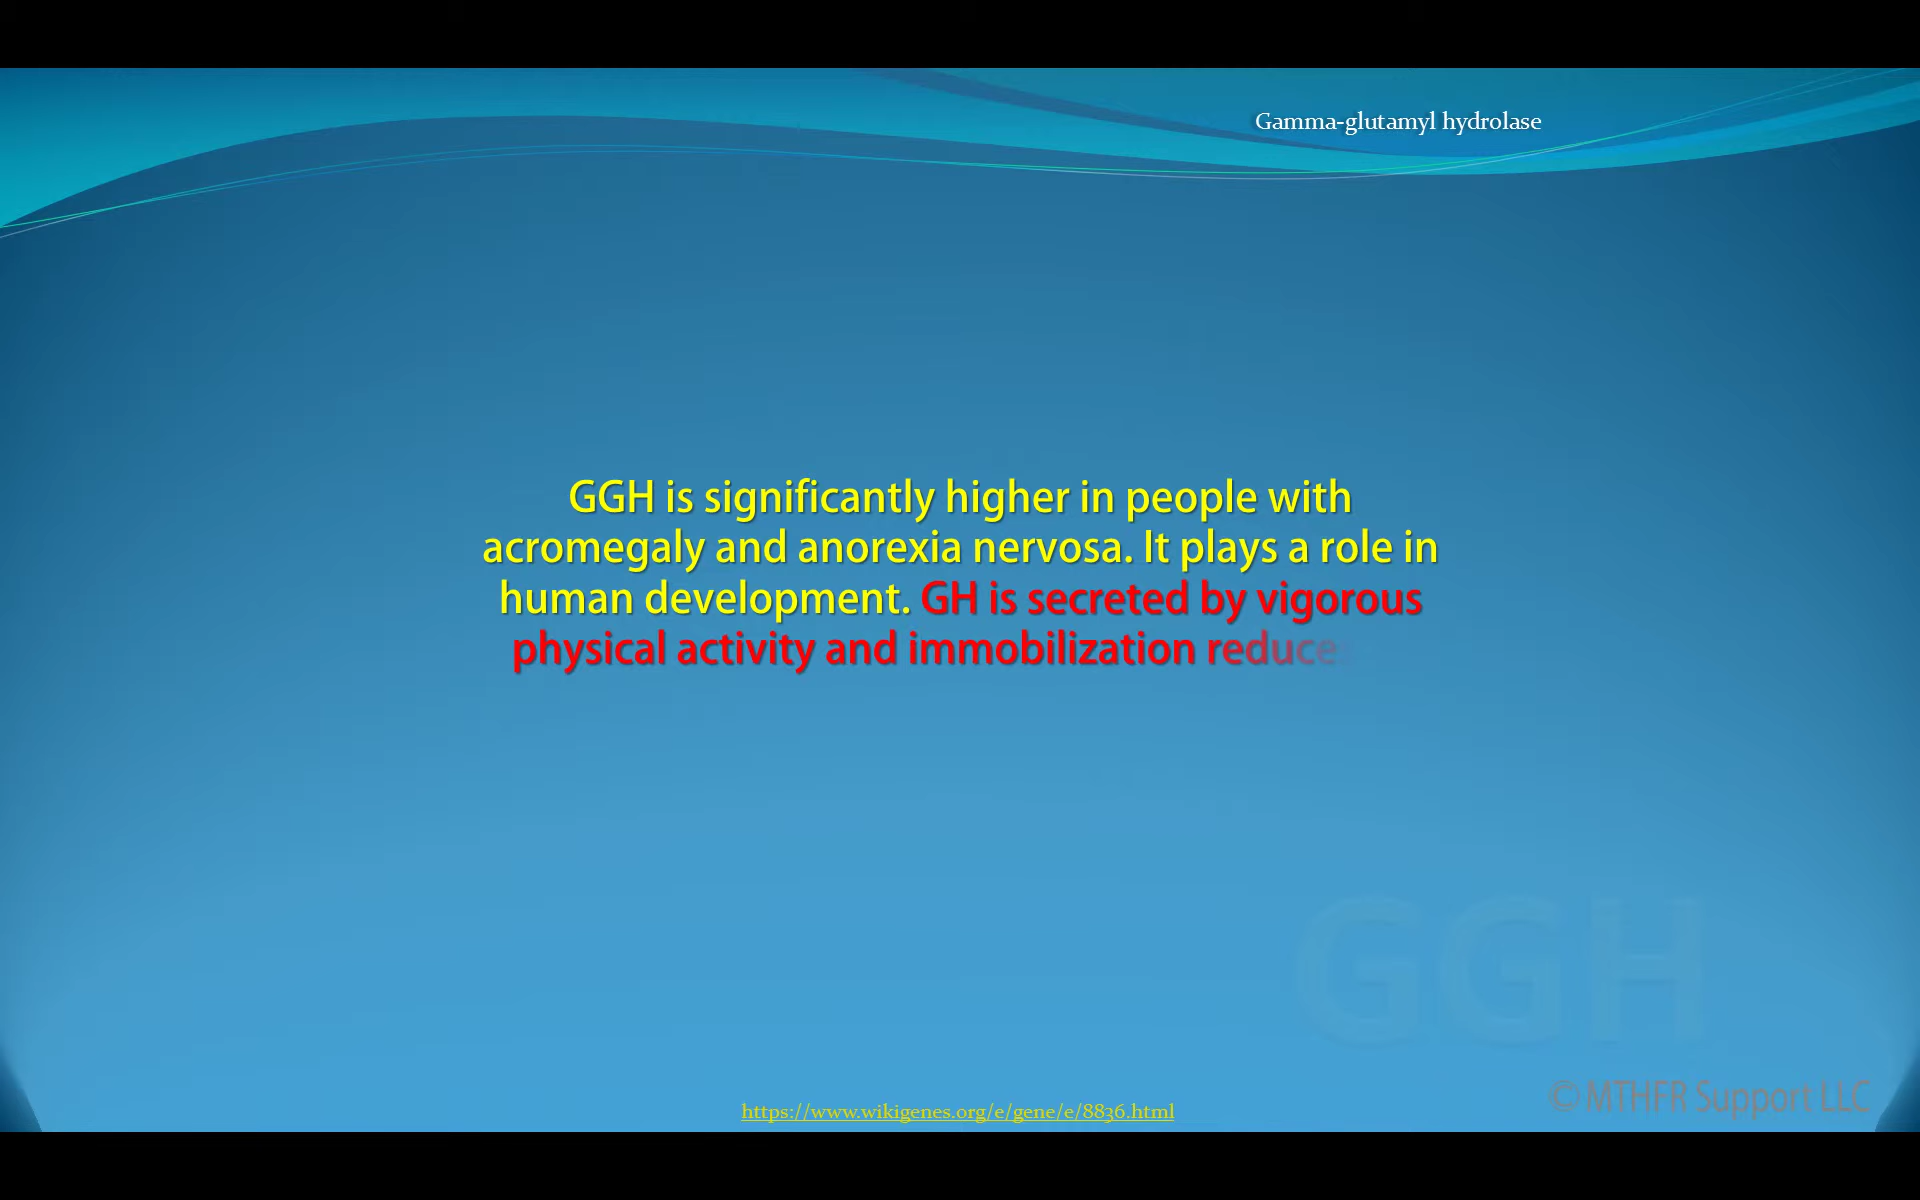 Gamma-glutamyl hydrolase
GGH is significantly higher in people with
acromegaly and anorexia nervosa. It plays a role in
human development. GH is secreted by vigorous
physical activity and immobilization reduces
GGH
© MTHFR Support LLC
https://www.wikigenes.org/e/gene/e/8836.html